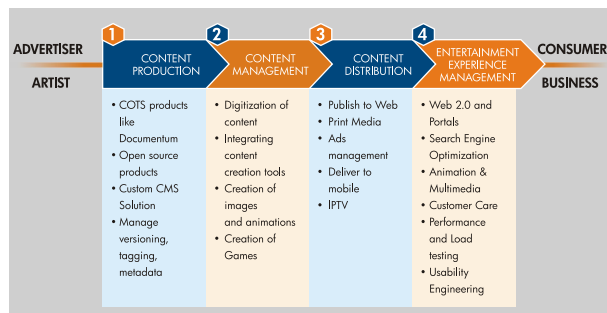 1
2
3
4
ADVERTISER
ARTIST
CONTENT
PRODUCTION
CONTENT
MANAGEMENT
CONTENT
DISTRIBUTION
ENTERTAINMENT
EXPERIENCE
MANAGEMENT
CONSUMER
BUSINESS
• COTS products
like
Documentum
• Open source
products
• Custom CMS
Solution
• Manage
versioning,
tagging,
metadata
• Digitization of
content
• Integrating
content
creation tools
• Creation of
images
and animations
• Creation of
Games
• Publish to Web
• Print Media
• Ads
management
• Deliver to
mobile
• IPTV
• Web 2.0 and
Portals
• Search Engine
Optimization
• Animation &
Multimedia
• Customer Care
• Performance
and Load
testing
• Usability
Engineering